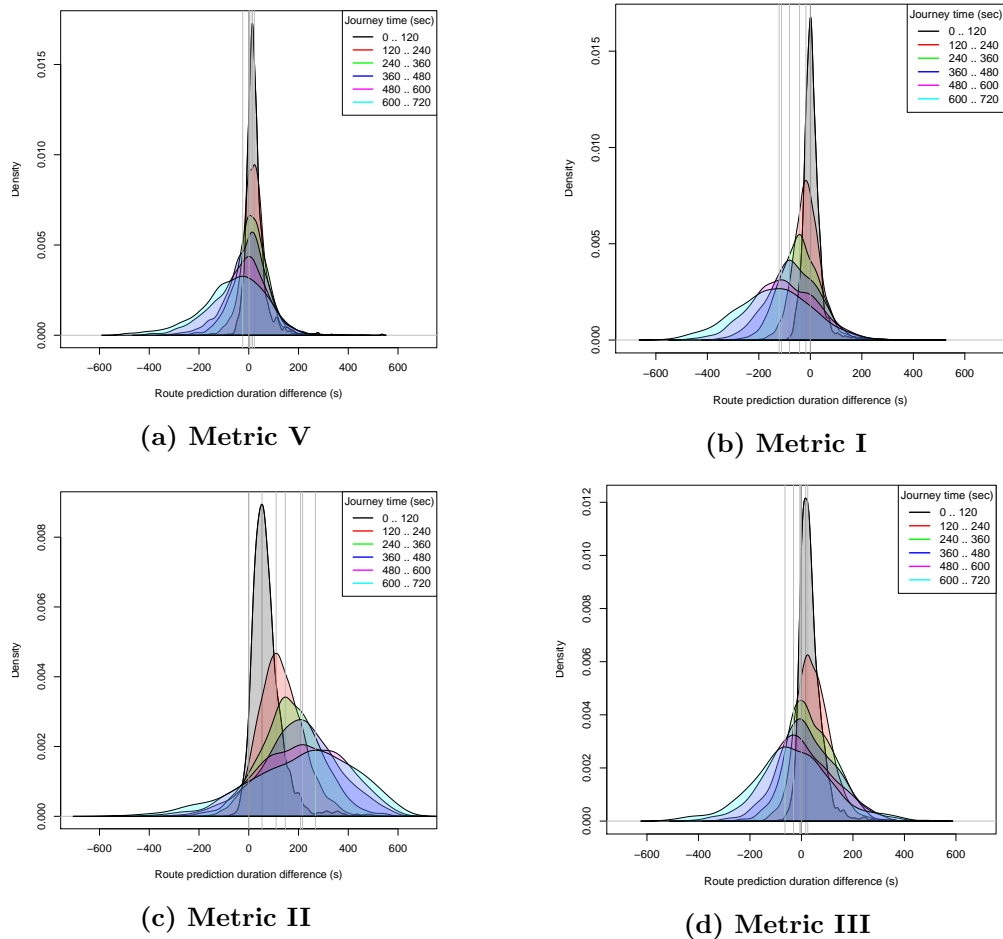 Journey time (sec)
0 .. 120
120 .. 240
240 .. 360
360 .. 480
480 .. 600
600 .. 720
Density
0.000 0.005 0.010 0.015
−600 −400 −200 0 200 400 600
Route prediction duration difference (s)
(a) Metric V
Journey time (sec)
0 .. 120
120 .. 240
240 .. 360
360 .. 480
480 .. 600
600 .. 720
Density
0.000 0.005 0.010 0.015
−600 −400 −200 0 200 400 600
Route prediction duration difference (s)
(b) Metric I
Journey time (sec)
0 .. 120
120 .. 240
240 .. 360
360 .. 480
480 .. 600
600 .. 720
Density
0.000 0.002 0.004 0.006 0.008
−600 −400 −200 0 200 400 600
Route prediction duration difference (s)
(c) Metric II
Journey time (sec)
0 .. 120
120 .. 240
240 .. 360
360 .. 480
480 .. 600
600 .. 720
Density
0.000 0.002 0.004 0.006 0.008 0.010 0.012
−600 −400 −200 0 200 400 600
Route prediction duration difference (s)
(d) Metric III